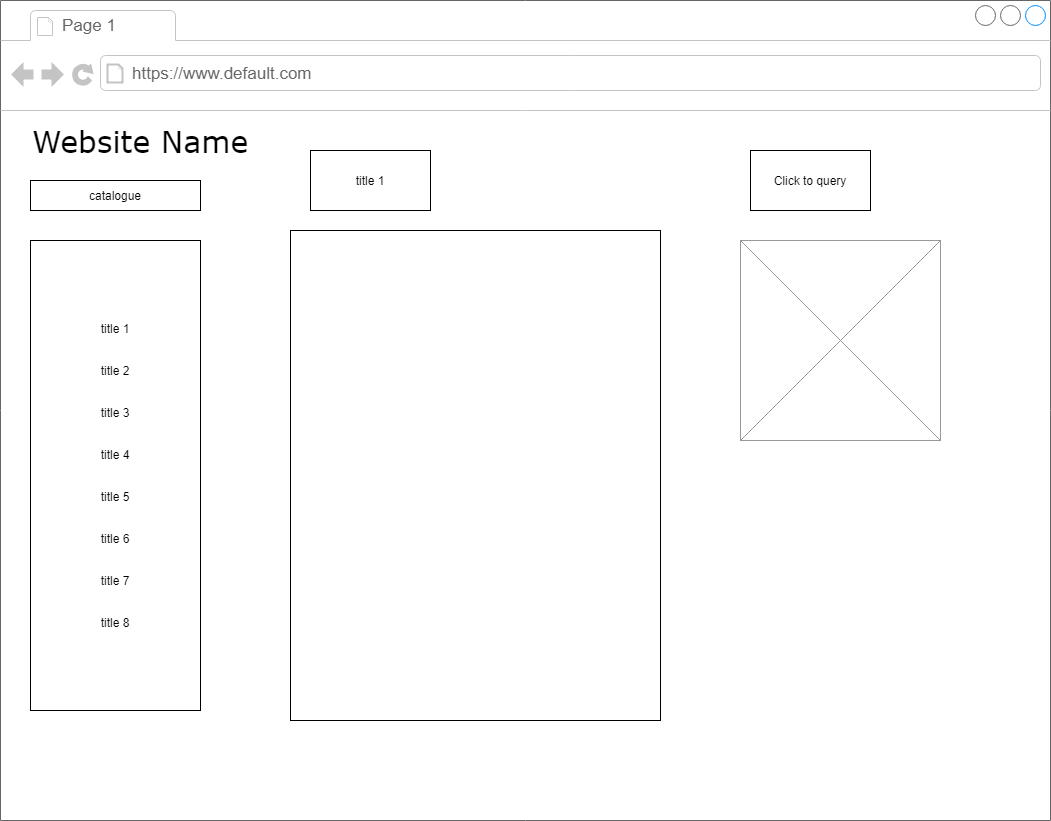 Page 1
https://www.default.com
Website Name
catalogue
title 1
title 2
title 3
title 4
title 5
title 6
title 7
title 8
title 1
Click to query